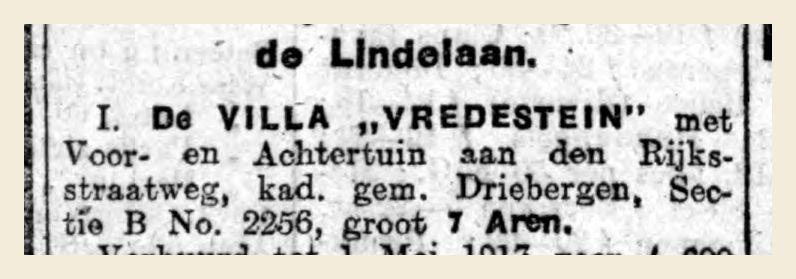 de Lindelaan.
I. De VILLA „VREDESTEIN" met
Voor- en Achtertuin aan den Rijks-
straatweg, kad. gem. Driebergen, Sec-
tie B No. 2256, groot 7 Aren.